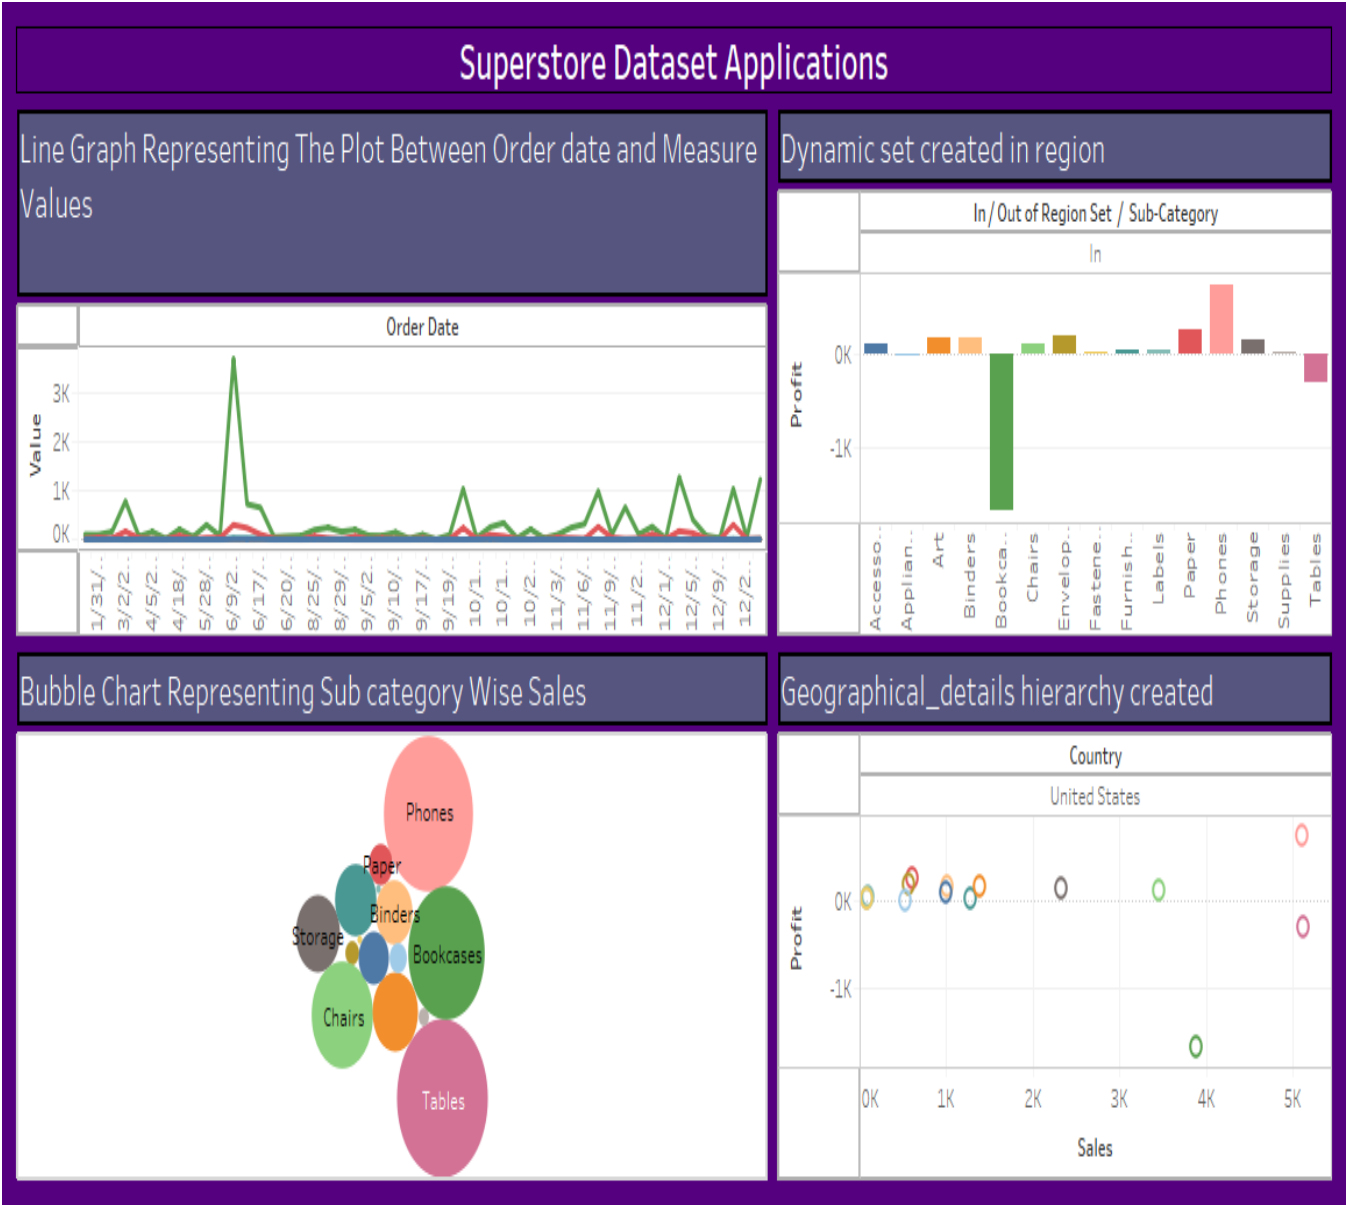 Superstore Dataset Applications
Line Graph Representing The Plot Between Order date and Measure
Values
Order Date
Value
3K
2K
1K
0K
1/31/..
3/2/2..
4/5/2..
4/18/..
5/28/..
6/9/2..
6/17/..
6/20/..
8/25/..
8/29/..
9/5/2..
9/10/..
9/17/..
9/19/..
10/1..
10/1..
10/2..
11/3/..
11/6/..
11/9/..
11/2..
12/1/..
12/5/..
12/9/..
12/2..
Dynamic set created in region
In / Out of Region Set / Sub-Category
In
Profit
0K
-1K
Accesso..
Applian..
Art
Binders
Bookca..
Chairs
Envelop..
Fastene..
Furnish..
Labels
Paper
Phones
Storage
Supplies
Tables
Bubble Chart Representing Sub category Wise Sales
Phones
Paper
Binders
Storage
Bookcases
Chairs
Tables
Geographical_details hierarchy created
Country
United States
Profit
0K
-1K
0K 1K 2K 3K 4K 5K
Sales